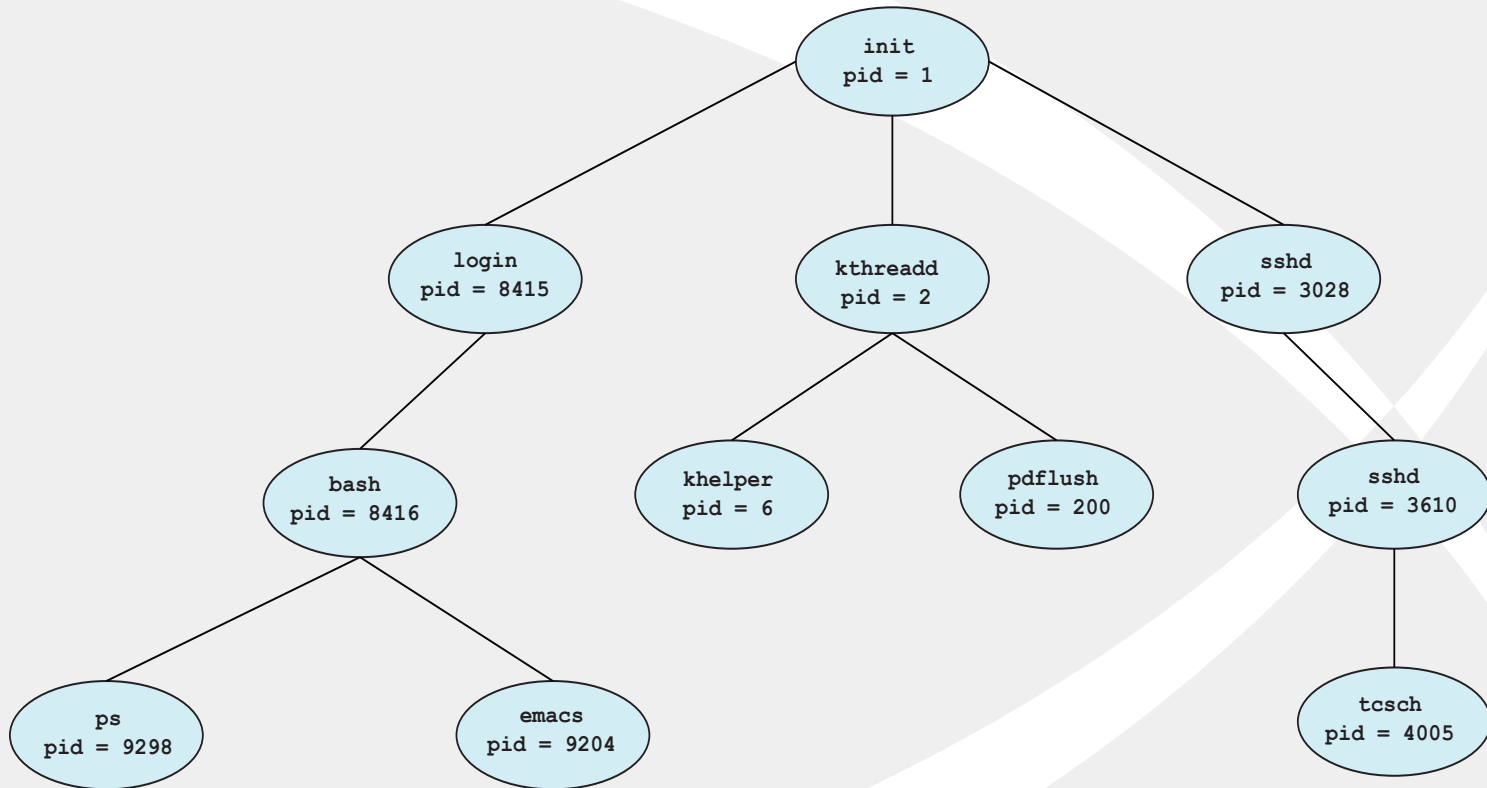 init
pid = 1
login
pid = 8415
kthreadd
pid = 2
sshd
pid = 3028
bash
pid = 8416
khelper
pid = 6
pdflush
pid = 200
sshd
pid = 3610
ps
pid = 9298
emacs
pid = 9204
tcsch
pid = 4005